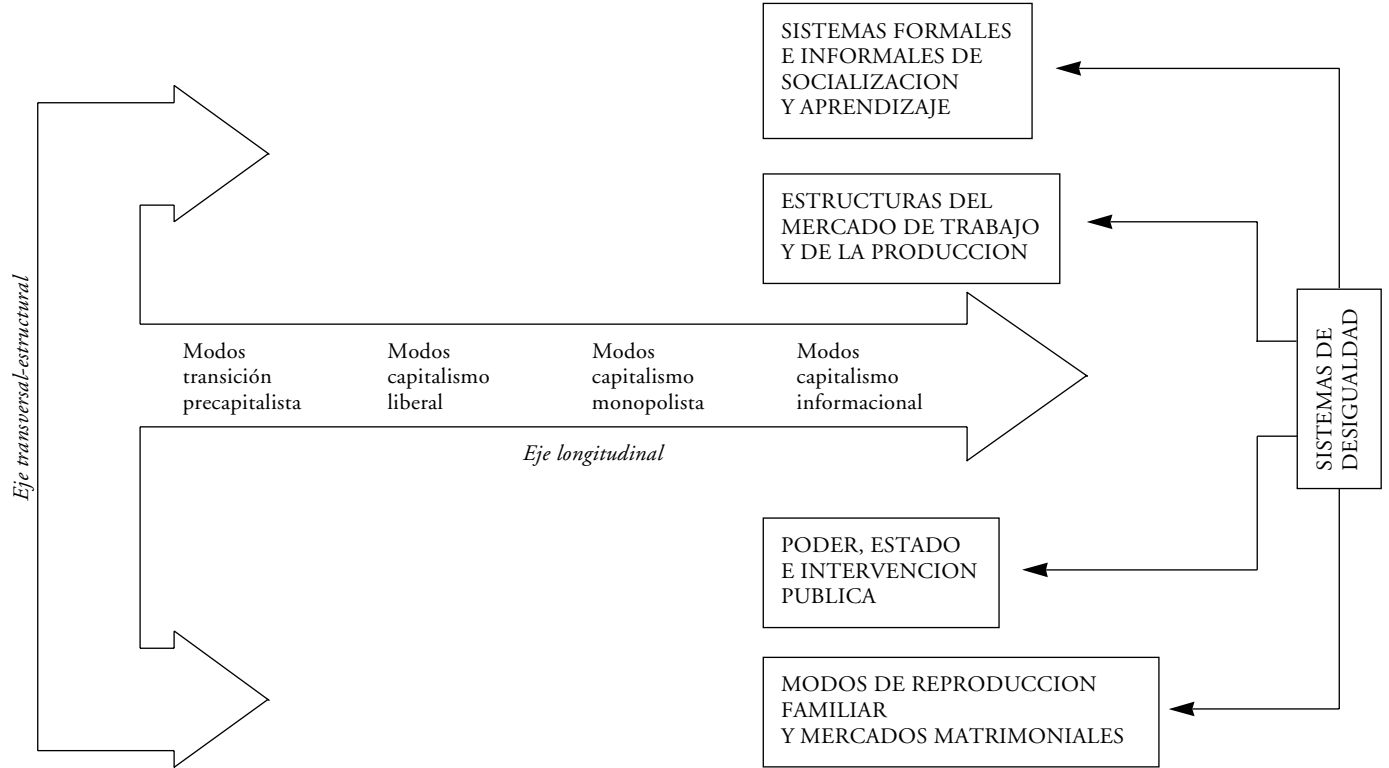 SISTEMAS FORMALES
E INFORMALES DE
SOCIALIZACION
Y APRENDIZAJE
ESTRUCTURAS DEL
MERCADO DE TRABAJO
Y DE LA PRODUCCION
Eje transversal-estructural
Modos
transición
precapitalista
Modos
capitalismo
liberal
Modos
capitalismo
monopolista
Modos
capitalismo
informacional
Eje longitudinal
SISTEMAS DE
DESIGUALDAD
PODER, ESTADO
E INTERVENCION
PUBLICA
MODOS DE REPRODUCCION
FAMILIAR
Y MERCADOS MATRIMONIALES